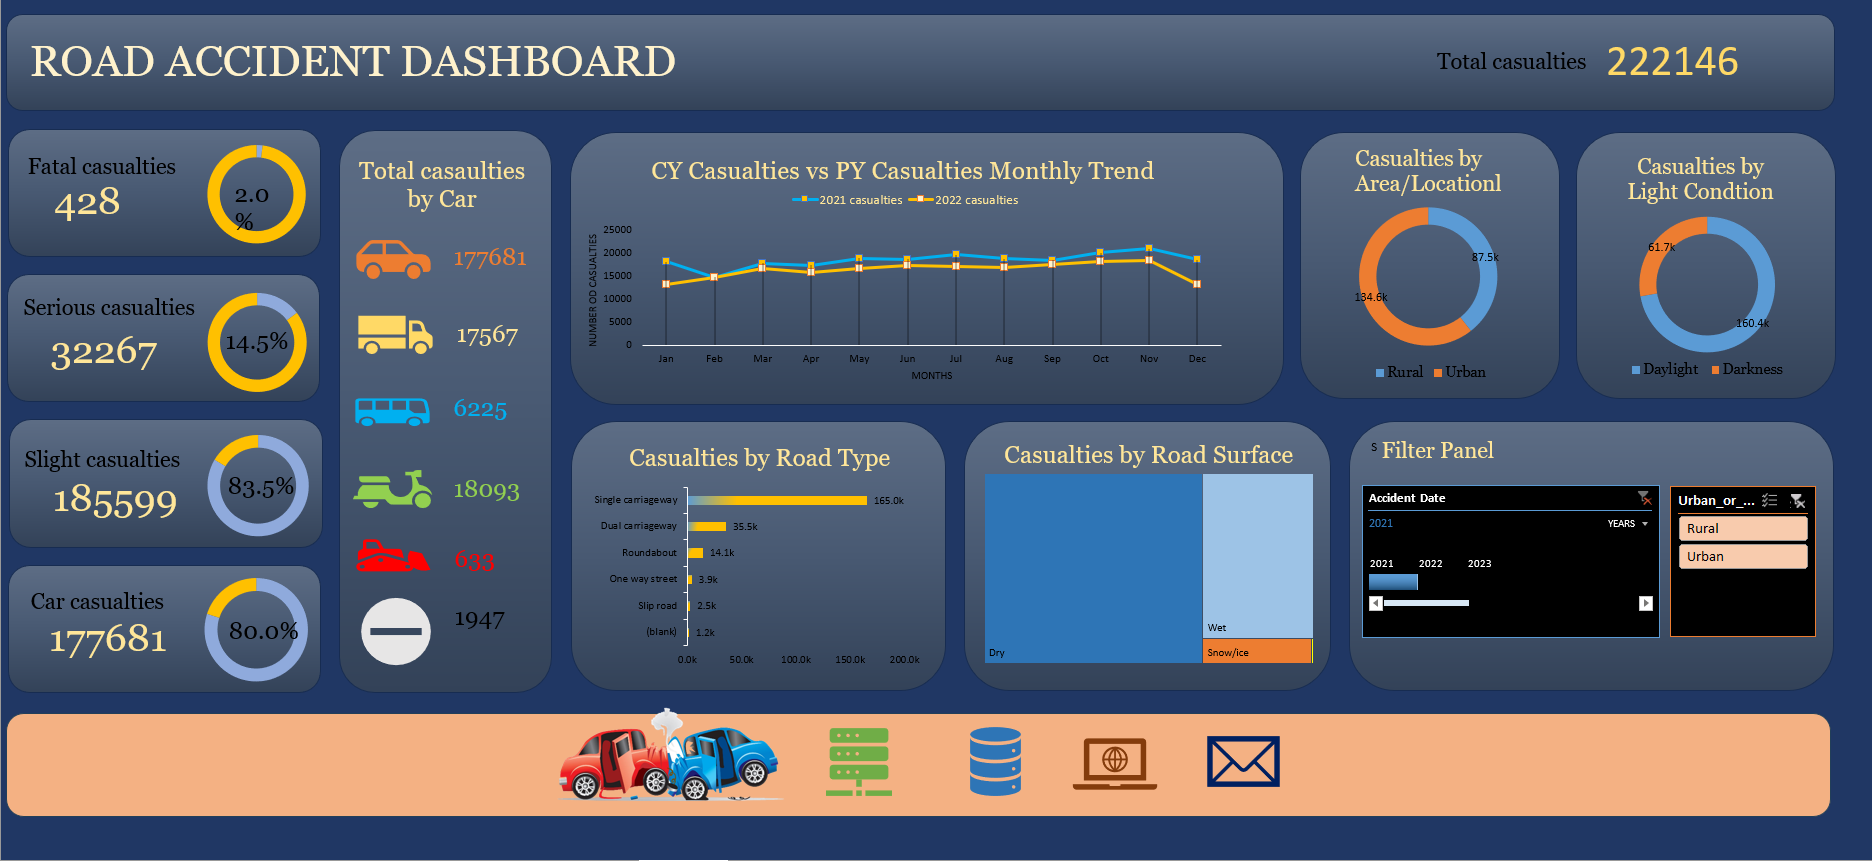 ROAD ACCIDENT DASHBOARD
Total casualties 222146
Fatal casualties
428
2.0
%
Serious casualties
32267
14.5%
Slight casualties
185599
83.5%
Car casualties
177681
80.0%
Total casaulties
by Car
177681
17567
6225
18093
633
1947
CY Casualties vs PY Casualties Monthly Trend
2021 casualties 2022 casualties
NUMBER OD CASUALTIES
25000
20000
15000
10000
5000
0
Jan Feb Mar Apr May Jun Jul Aug Sep Oct Nov Dec
MONTHS
Casualties by
Area/Locationl
87.5k
134.6k
Rural Urban
Casualties by
Light Condtion
61.7k
160.4k
Daylight Darkness
Casualties by Road Type
Single carriageway 165.0k
Dual carriageway 35.5k
Roundabout 14.1k
One way street 3.9k
Slip road 2.5k
(blank) 1.2k
0.0k 50.0k 100.0k 150.0k 200.0k
Casualties by Road Surface
Dry
Wet
Snow/ice
s Filter Panel
Accident Date
2021 YEARS
2021 2022 2023
Urban_or_...
Rural
Urban